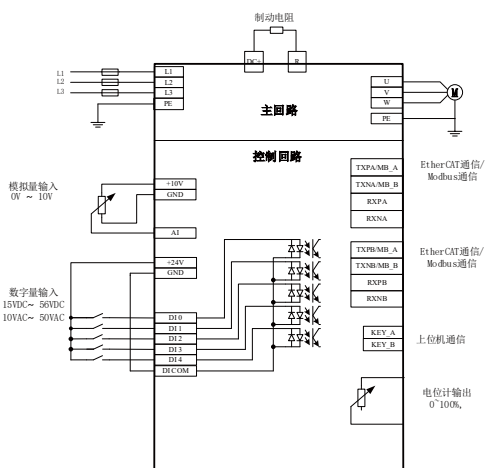 制动电阻
DC+
R
L1
L2
L3
L1
L2
L3
PE
主回路
U
V
W
PE
M
控制回路
EtherCAT通信/
Modbus通信
TXPA/MB_A
TXNA/MB_B
RXPA
RXNA
模拟量输入
0V ~ 10V
+10V
GND
AI
EtherCAT通信/
Modbus通信
TXPB/MB_A
TXNB/MB_B
RXPB
RXNB
+24V
GND
数字量输入
15VDC~ 56VDC
10VAC~ 50VAC
DI0
DI1
DI2
DI3
DI4
DICOM
KEY_A
KEY_B
上位机通信
电位计输出
0~100%,